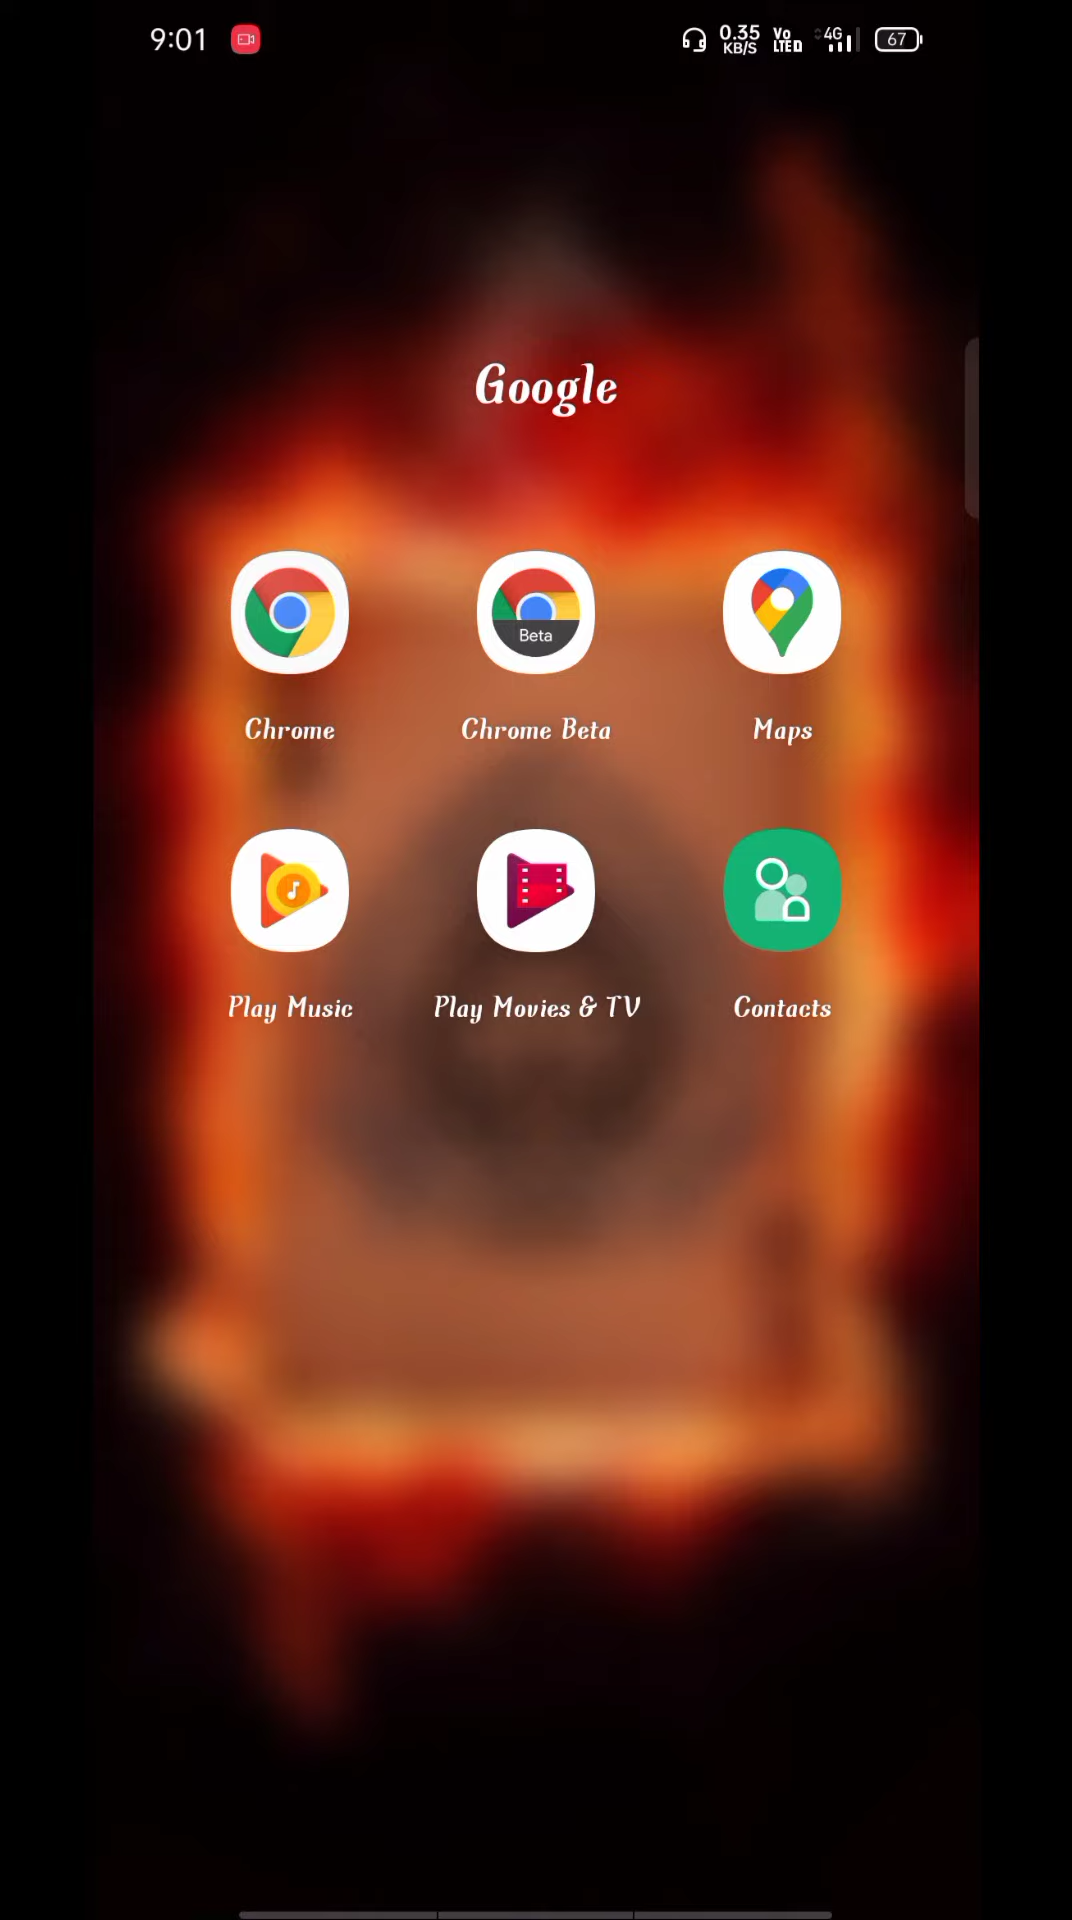 9:01
0.35
KB/S
Vo
LTE D
4G
67
Google
Beta
Chrome
Chrome Beta
Maps
Play Music
Play Movies & TV
Contacts